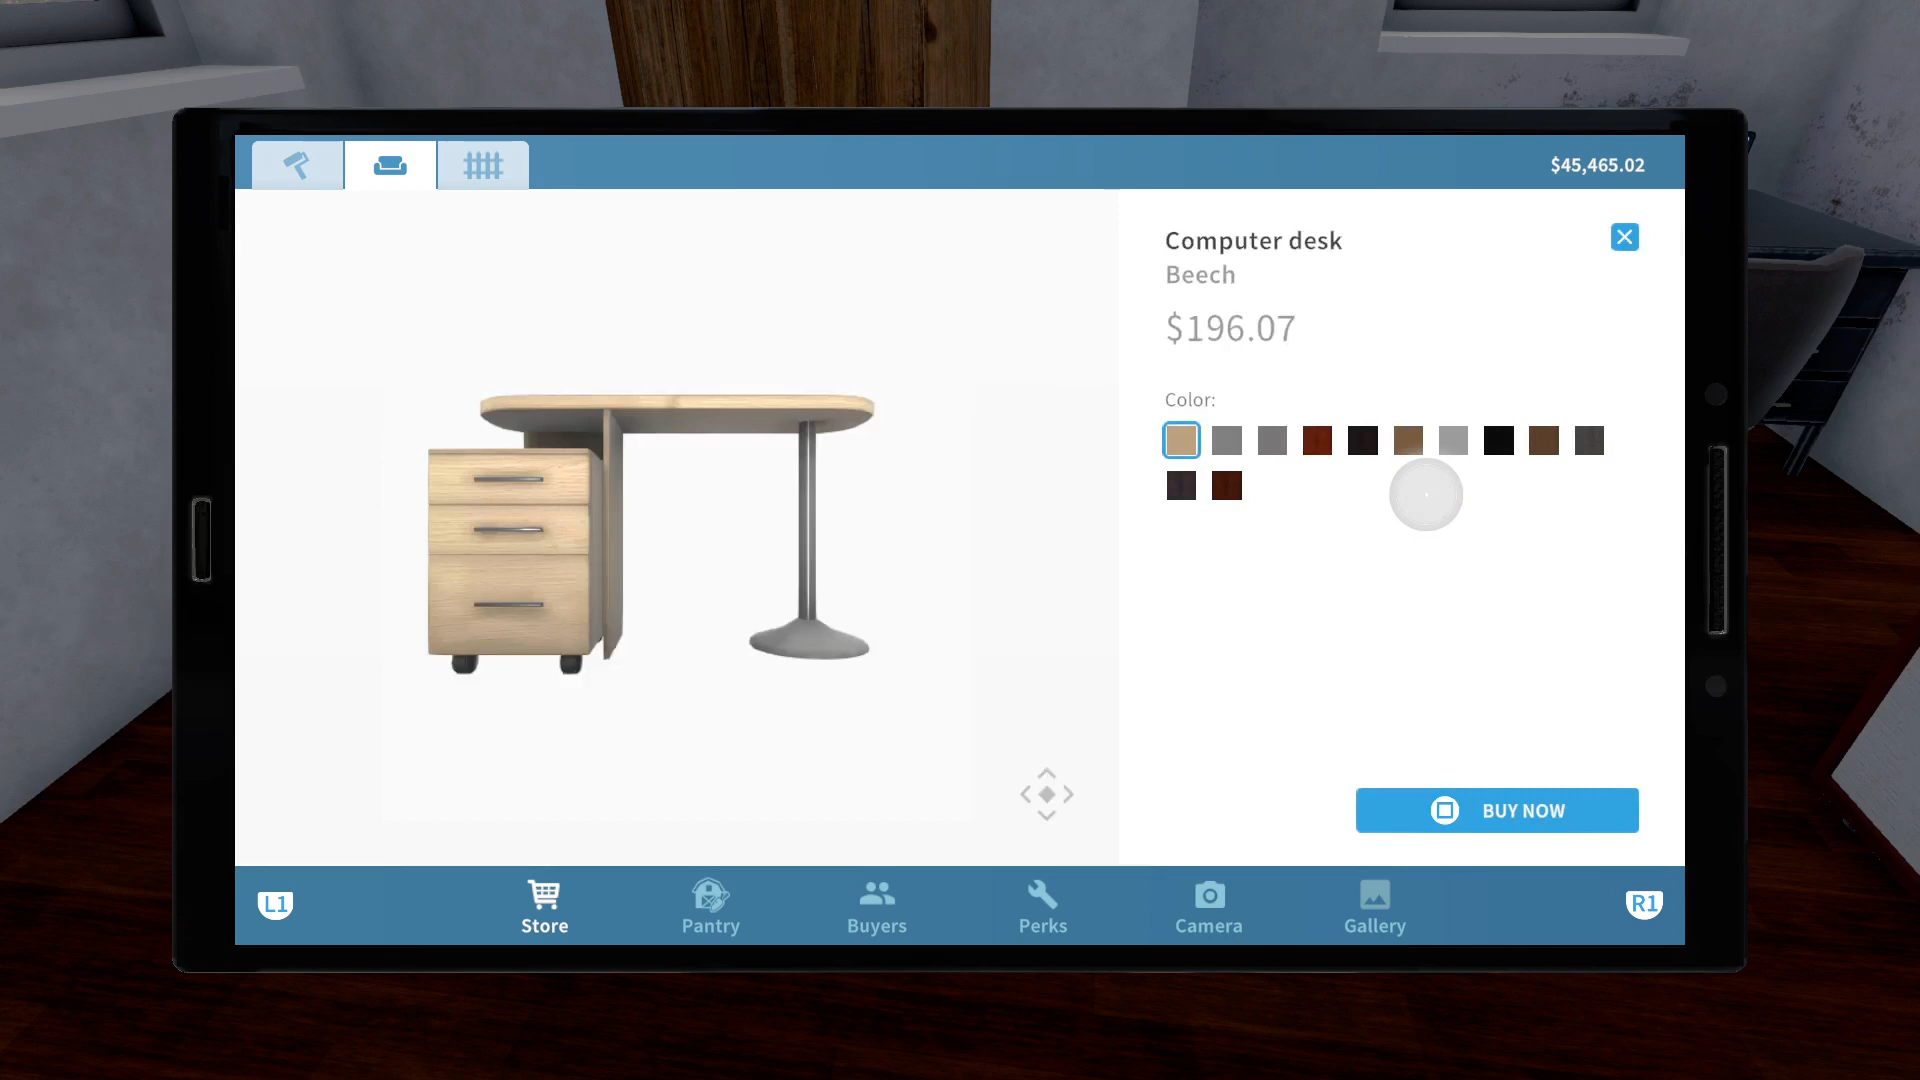 $45,465.02
Computer desk
Beech
$196.07
Color:
BUY NOW
L1
Store
Pantry
Buyers
Perks
Camera
Gallery
R1